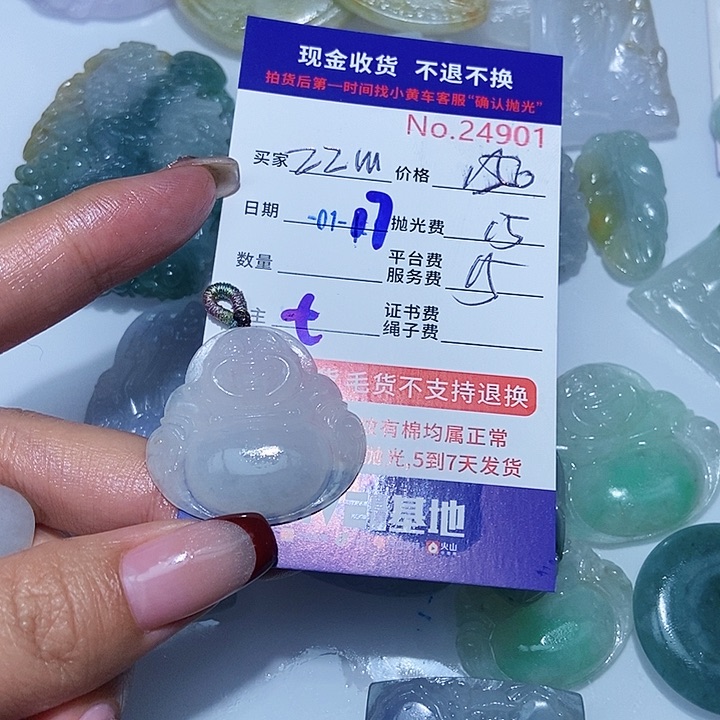 现金收货 不退不换
拍货后第一时间找小黄车客服“确认抛光”
No.24901
买家 22m 价格
日期 -01- 17 抛光费 15
数量 平台费
服务费 15
主 t 证书费
绳子费
毛货不支持退换
有棉均属正常
抛光,5到7天发货
基地
火山